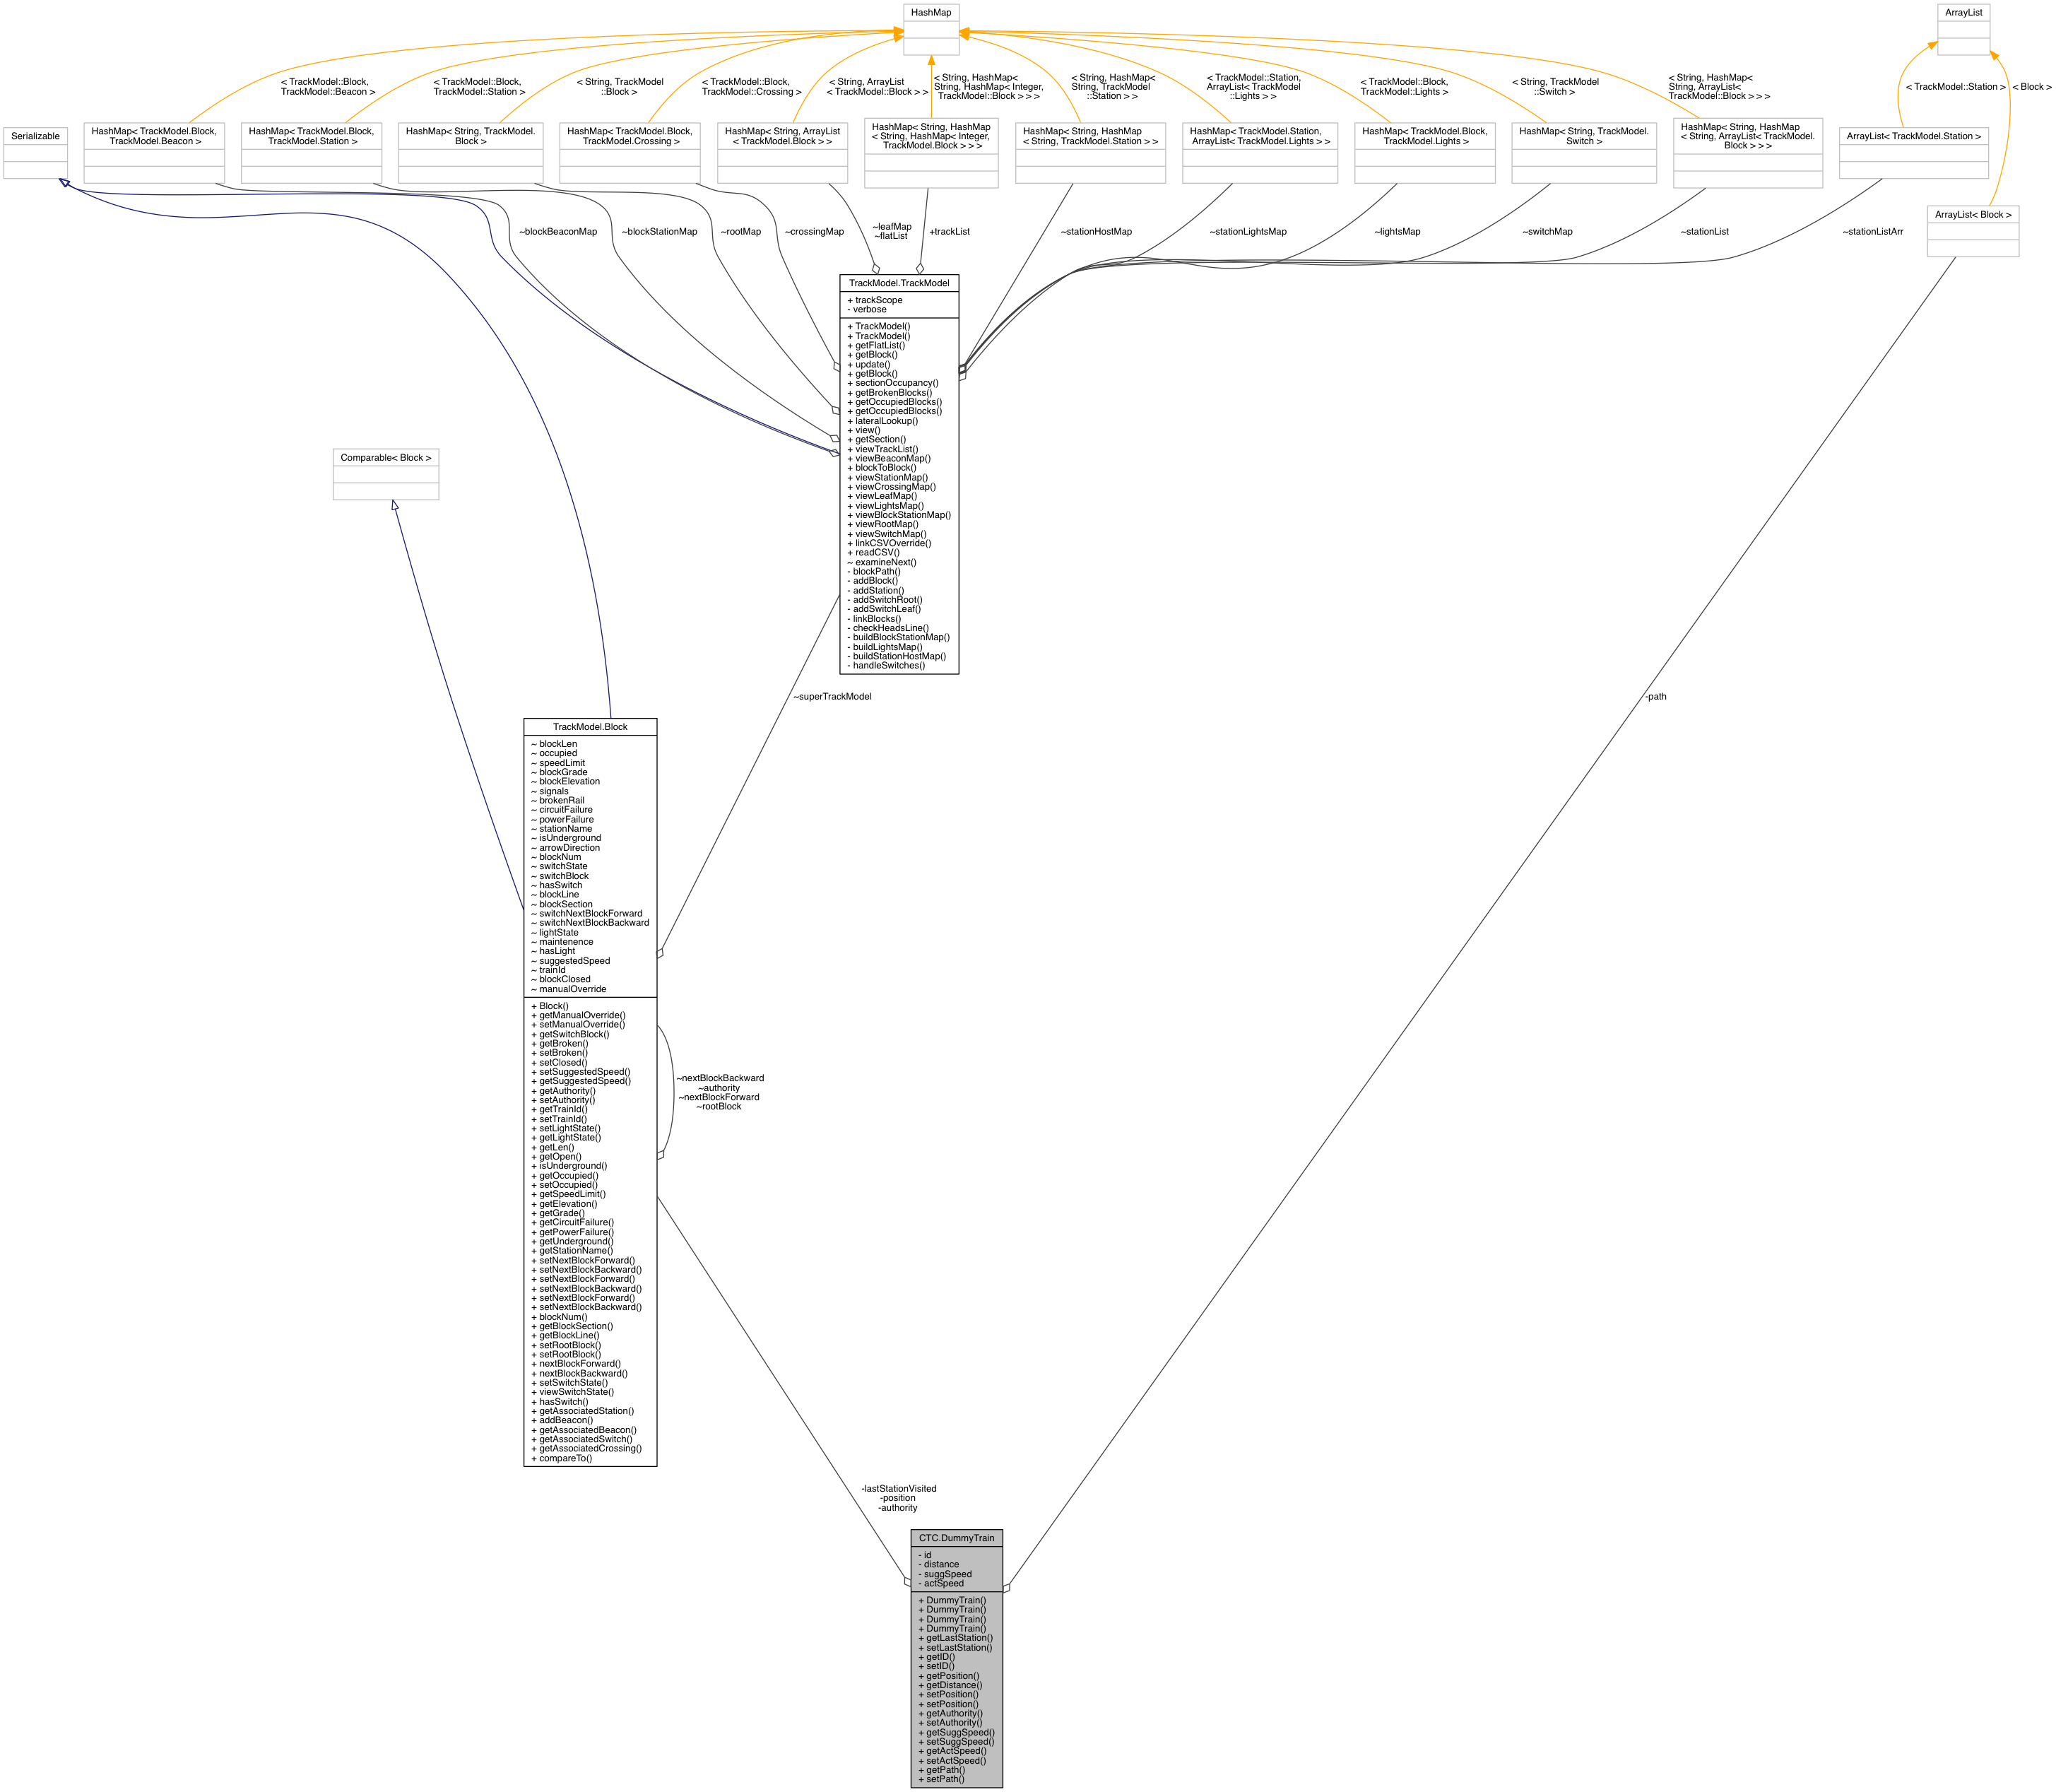 HashMap
ArrayList
< TrackModel::Block,
TrackModel::Beacon >
< TrackModel::Block,
TrackModel::Station >
< String, TrackModel
::Block >
< TrackModel::Block,
TrackModel::Crossing >
< String, ArrayList
< TrackModel::Block > >
< String, HashMap<
String, HashMap< Integer,
TrackModel::Block > > >
< String, HashMap<
String, TrackModel
::Station > >
< TrackModel::Station,
ArrayList< TrackModel
::Lights > >
< TrackModel::Block,
TrackModel::Lights >
< String, TrackModel
::Switch >
< String, HashMap<
String, ArrayList<
TrackModel::Block > > >
< TrackModel::Station >
< Block >
Serializable
HashMap< TrackModel.Block,
TrackModel.Beacon >
HashMap< TrackModel.Block,
TrackModel.Station >
HashMap< String, TrackModel.
Block >
HashMap< TrackModel.Block,
TrackModel.Crossing >
HashMap< String, ArrayList
< TrackModel.Block > >
HashMap< String, HashMap
< String, HashMap< Integer,
TrackModel.Block > > >
HashMap< String, HashMap
< String, TrackModel.Station > >
HashMap< TrackModel.Station,
ArrayList< TrackModel.Lights > >
HashMap< TrackModel.Block,
TrackModel.Lights >
HashMap< String, TrackModel.
Switch >
HashMap< String, HashMap
< String, ArrayList< TrackModel.
Block > > >
ArrayList< TrackModel.Station >
ArrayList< Block >
~blockBeaconMap
~blockStationMap
~rootMap
~crossingMap
~leafMap
~flatList
+trackList
~stationHostMap
~stationLightsMap
~lightsMap
~switchMap
~stationList
~stationListArr
TrackModel.TrackModel
+ trackScope
- verbose
+ TrackModel()
+ TrackModel()
+ getFlatList()
+ getBlock()
+ update()
+ getBlock()
+ sectionOccupancy()
+ getBrokenBlocks()
+ getOccupiedBlocks()
+ getOccupiedBlocks()
+ lateralLookup()
+ view()
+ getSection()
+ viewTrackList()
+ viewBeaconMap()
+ blockToBlock()
+ viewStationMap()
+ viewCrossingMap()
+ viewLeafMap()
+ viewLightsMap()
+ viewBlockStationMap()
+ viewRootMap()
+ viewSwitchMap()
+ linkCSVOverride()
+ readCSV()
~ examineNext()
- blockPath()
- addBlock()
- addStation()
- addSwitchRoot()
- addSwitchLeaf()
- linkBlocks()
- checkHeadsLine()
- buildBlockStationMap()
- buildLightsMap()
- buildStationHostMap()
- handleSwitches()
Comparable< Block >
~superTrackModel
-path
TrackModel.Block
~ blockLen
~ occupied
~ speedLimit
~ blockGrade
~ blockElevation
~ signals
~ brokenRail
~ circuitFailure
~ powerFailure
~ stationName
~ isUnderground
~ arrowDirection
~ blockNum
~ switchState
~ switchBlock
~ hasSwitch
~ blockLine
~ blockSection
~ switchNextBlockForward
~ switchNextBlockBackward
~ lightState
~ maintenence
~ hasLight
~ suggestedSpeed
~ trainId
~ blockClosed
~ manualOverride
+ Block()
+ getManualOverride()
+ setManualOverride()
+ getSwitchBlock()
+ getBroken()
+ setBroken()
+ setClosed()
+ setSuggestedSpeed()
+ getSuggestedSpeed()
+ getAuthority()
+ setAuthority()
+ getTrainId()
+ setTrainId()
+ setLightState()
+ getLightState()
+ getLen()
+ getOpen()
+ isUnderground()
+ getOccupied()
+ setOccupied()
+ getSpeedLimit()
+ getElevation()
+ getGrade()
+ getCircuitFailure()
+ getPowerFailure()
+ getUnderground()
+ getStationName()
+ setNextBlockForward()
+ setNextBlockBackward()
+ setNextBlockForward()
+ setNextBlockBackward()
+ setNextBlockForward()
+ setNextBlockBackward()
+ blockNum()
+ getBlockSection()
+ getBlockLine()
+ setRootBlock()
+ setRootBlock()
+ nextBlockForward()
+ nextBlockBackward()
+ setSwitchState()
+ viewSwitchState()
+ hasSwitch()
+ getAssociatedStation()
+ addBeacon()
+ getAssociatedBeacon()
+ getAssociatedSwitch()
+ getAssociatedCrossing()
+ compareTo()
~nextBlockBackward
~authority
~nextBlockForward
~rootBlock
-lastStationVisited
-position
-authority
CTC.DummyTrain
- id
- distance
- suggSpeed
- actSpeed
+ DummyTrain()
+ DummyTrain()
+ DummyTrain()
+ DummyTrain()
+ getLastStation()
+ setLastStation()
+ getID()
+ setID()
+ getPosition()
+ getDistance()
+ setPosition()
+ setPosition()
+ getAuthority()
+ setAuthority()
+ getSuggSpeed()
+ setSuggSpeed()
+ getActSpeed()
+ setActSpeed()
+ getPath()
+ setPath()